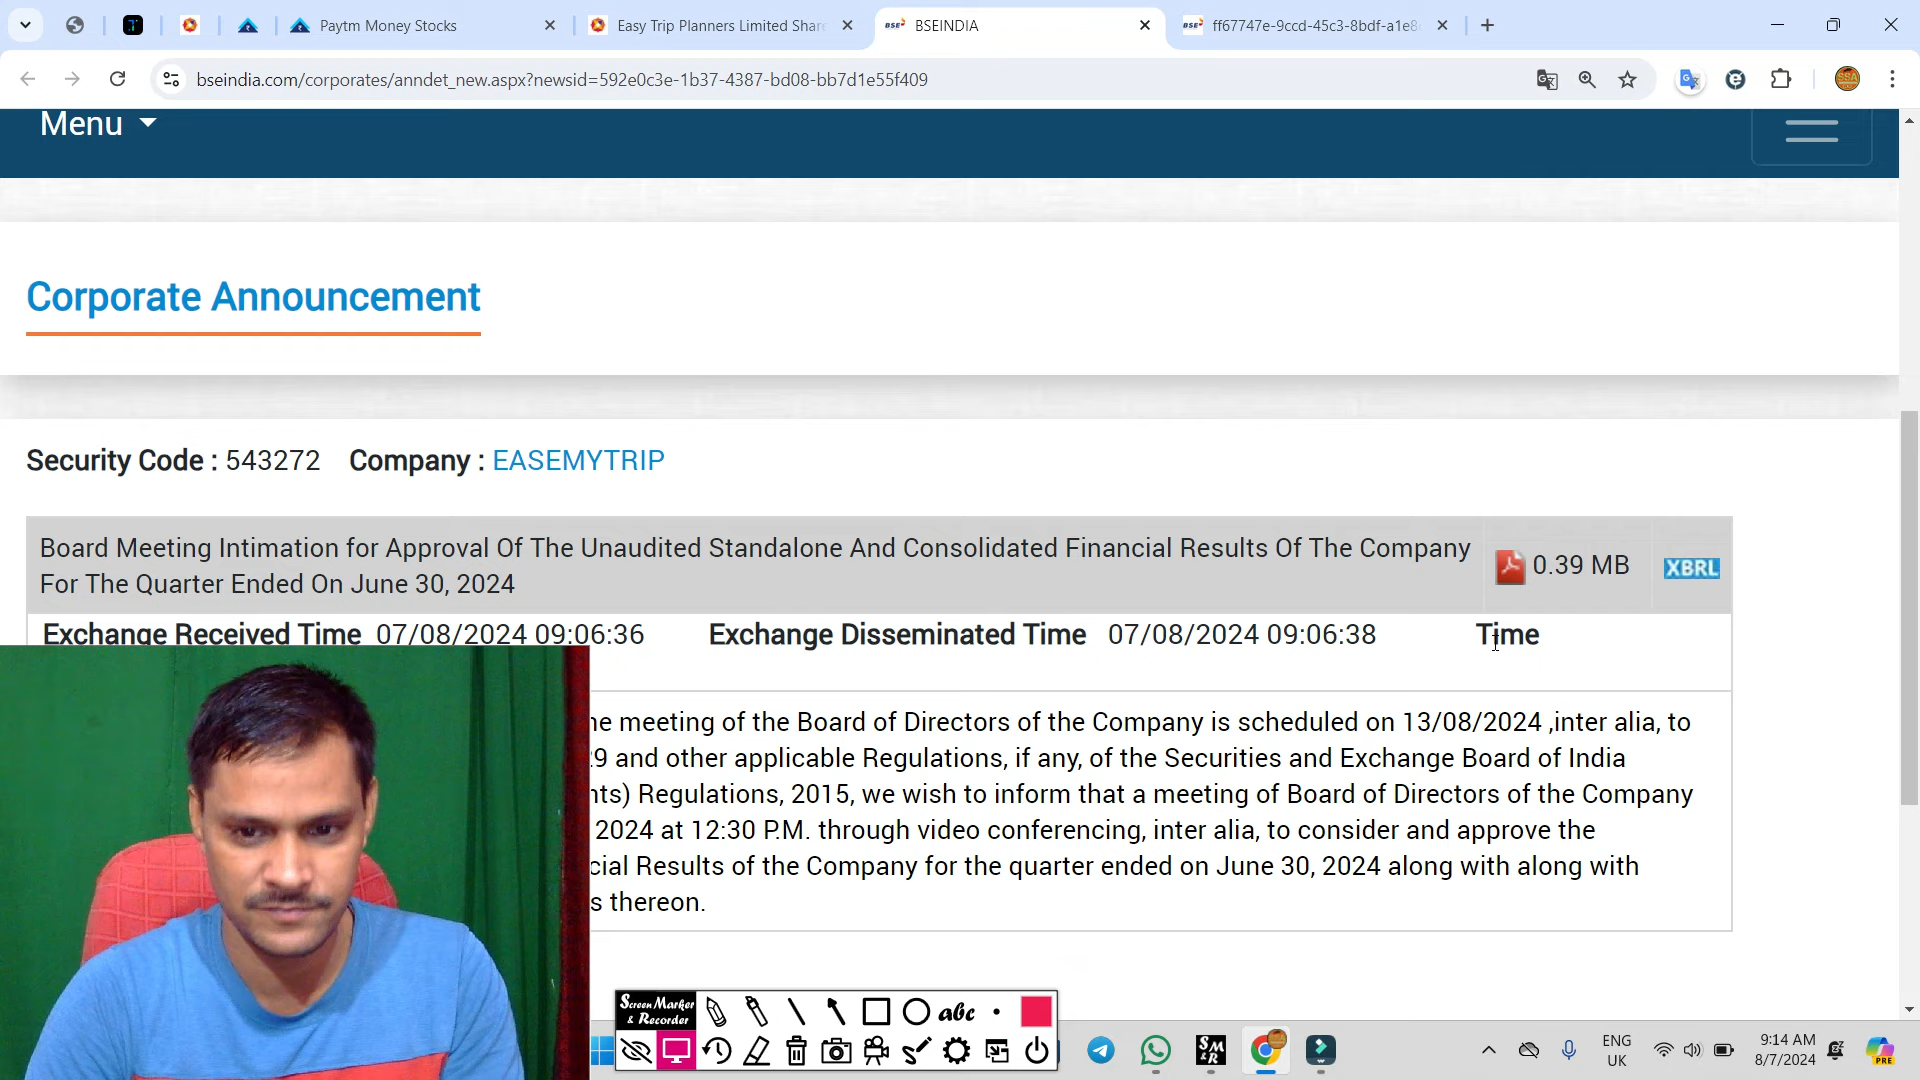 Paytm Money Stocks
Easy Trip Planners Limited Share
BSE
BSEINDIA
BSE
ff67747e-9ccd-45c3-8bdf-a1e8
bseindia.com/corporates/anndet_new.aspx?newsid=592e0c3e-1b37-4387-bd08-bb7d1e55f409
Menu
Corporate Announcement
Security Code : 543272 Company : EASEMYTRIP
Board Meeting Intimation for Approval Of The Unaudited Standalone And Consolidated Financial Results Of The Company
For The Quarter Ended On June 30, 2024
0.39 MB
XBRL
Exchange Received Time 07/08/2024 09:06:36 Exchange Disseminated Time 07/08/2024 09:06:38 Time
he meeting of the Board of Directors of the Company is scheduled on 13/08/2024 ,inter alia, to
29 and other applicable Regulations, if any, of the Securities and Exchange Board of India
nts) Regulations, 2015, we wish to inform that a meeting of Board of Directors of the Company
2024 at 12:30 P.M. through video conferencing, inter alia, to consider and approve the
cial Results of the Company for the quarter ended on June 30, 2024 along with along with
s thereon.
Screen Marker
& Recorder
abc
SM
&R
ENG
UK
9:14 AM
8/7/2024
PRE